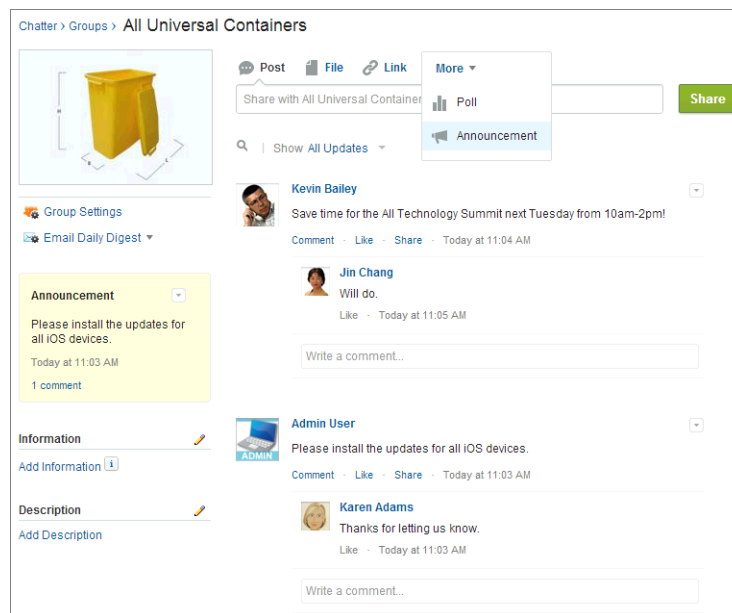 Chatter › Groups › All Universal Containers
H
B
L
Group Settings
Email Daily Digest
Announcement
Please install the updates for
all iOS devices.
Today at 11:03 AM
1 comment
Information
Add Information i
Description
Add Description
Post File Link More
Poll
Announcement
Share with All Universal Container
Share
Show All Updates
Kevin Bailey
Save time for the All Technology Summit next Tuesday from 10am-2pm!
Comment · Like · Share · Today at 11:04 AM
Jin Chang
Will do.
Like · Today at 11:05 AM
Write a comment...
Admin User
ADMIN
Please install the updates for all iOS devices.
Comment · Like · Share · Today at 11:03 AM
Karen Adams
Thanks for letting us know.
Like · Today at 11:03 AM
Write a comment...